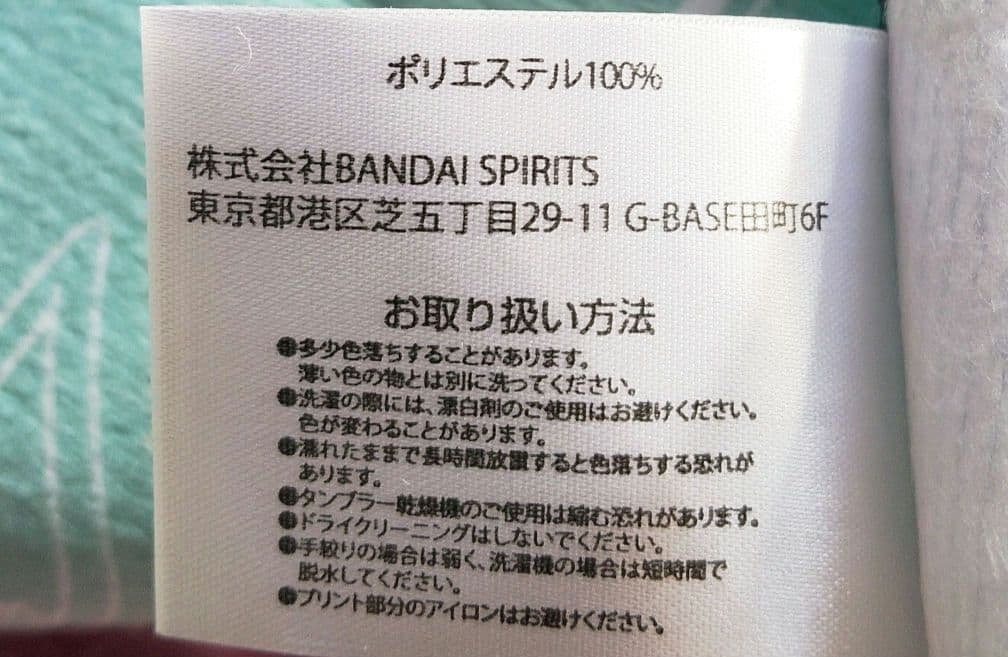 ポリエステル100%
株式会社BANDAI SPIRITS
東京都港区芝五丁目29-11 G-BASE田町6F
お取り扱い方法
●多少色落ちすることがあります。
薄い色の物とは別に洗ってください。
●洗濯の際には、漂白剤のご使用はお避けください。
色が変わることがあります。
●濡れたままで長時間放置すると色落ちする恐れが
あります。
●タンブラー乾燥機のご使用は縮む恐れがあります。
●ドライクリーニングはしないでください。
●手絞りの場合は弱く、洗濯機の場合は短時間で
脱水してください。
●プリント部分のアイロンはお避けください。